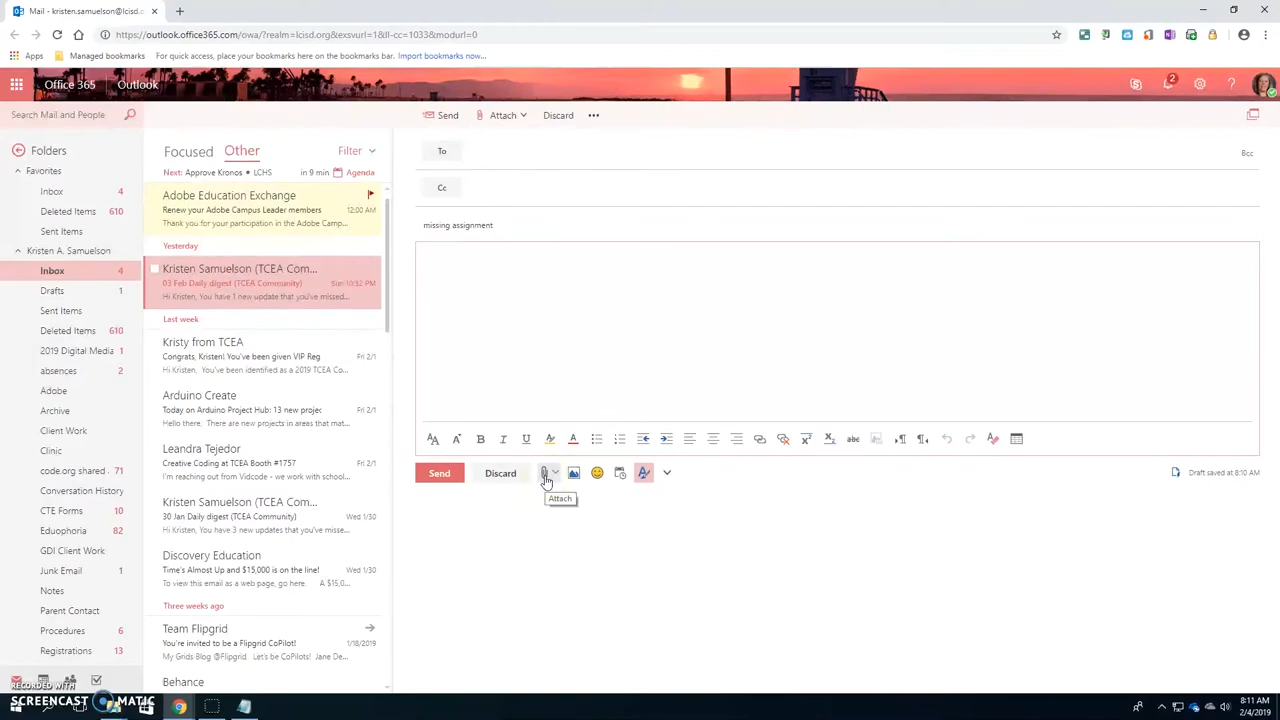 Mail - kristen.samuelson@lcisd.c
https://outlook.office365.com/owa/?realm=lcisd.org&exsvurl=1&ll-cc=1033&modurl=0
Apps
Managed bookmarks
For quick access, place your bookmarks here on the bookmarks bar.
Import bookmarks now...
Office 365
Outlook
2
Search Mail and People
Send
Attach
Discard
Folders
Favorites
Inbox 4
Deleted Items 610
Sent Items
Kristen A. Samuelson
Inbox 4
Drafts 1
Sent Items
Deleted Items 610
2019 Digital Media 1
absences 2
Adobe
Archive
Client Work
Clinic
code.org shared 71
Conversation History
CTE Forms 10
Eduophoria 82
GDI Client Work
Junk Email 1
Notes
Parent Contact
Procedures 6
Registrations 13
Focused
Other
Filter
Next: Approve Kronos • LCHS
in 9 min
Agenda
Adobe Education Exchange
Renew your Adobe Campus Leader members
12:00 AM
Thank you for your participation in the Adobe Camp...
Yesterday
Kristen Samuelson (TCEA Com...
03 Feb Daily digest (TCEA Community)
Sun 10:32 PM
Hi Kristen, You have 1 new update that you've missed...
Last week
Kristy from TCEA
Congrats, Kristen! You've been given VIP Reg
Fri 2/1
Hi Kristen, You've been identified as a 2019 TCEA C...
Arduino Create
Today on Arduino Project Hub: 13 new projec
Fri 2/1
Hello there, There are new projects in areas that mat...
Leandra Tejedor
Creative Coding at TCEA Booth #1757
Fri 2/1
I'm reaching out from Vidcode - we work with school...
Kristen Samuelson (TCEA Com...
30 Jan Daily digest (TCEA Community)
Wed 1/30
Hi Kristen, You have 3 new updates that you've misse...
Discovery Education
Time's Almost Up and $15,000 is on the line!
Wed 1/30
To view this email as a web page, go here. A $15,0...
Three weeks ago
Team Flipgrid
You're invited to be a Flipgrid CoPilot!
1/18/2019
My Grids Blog @Flipgrid. Let's be CoPilots! Jane De...
Behance
To
Bcc
Cc
missing assignment
Send
Discard
Attach
Draft saved at 8:10 AM
RECORDED WITH
SCREENCAST MATIC
8:11 AM
2/4/2019